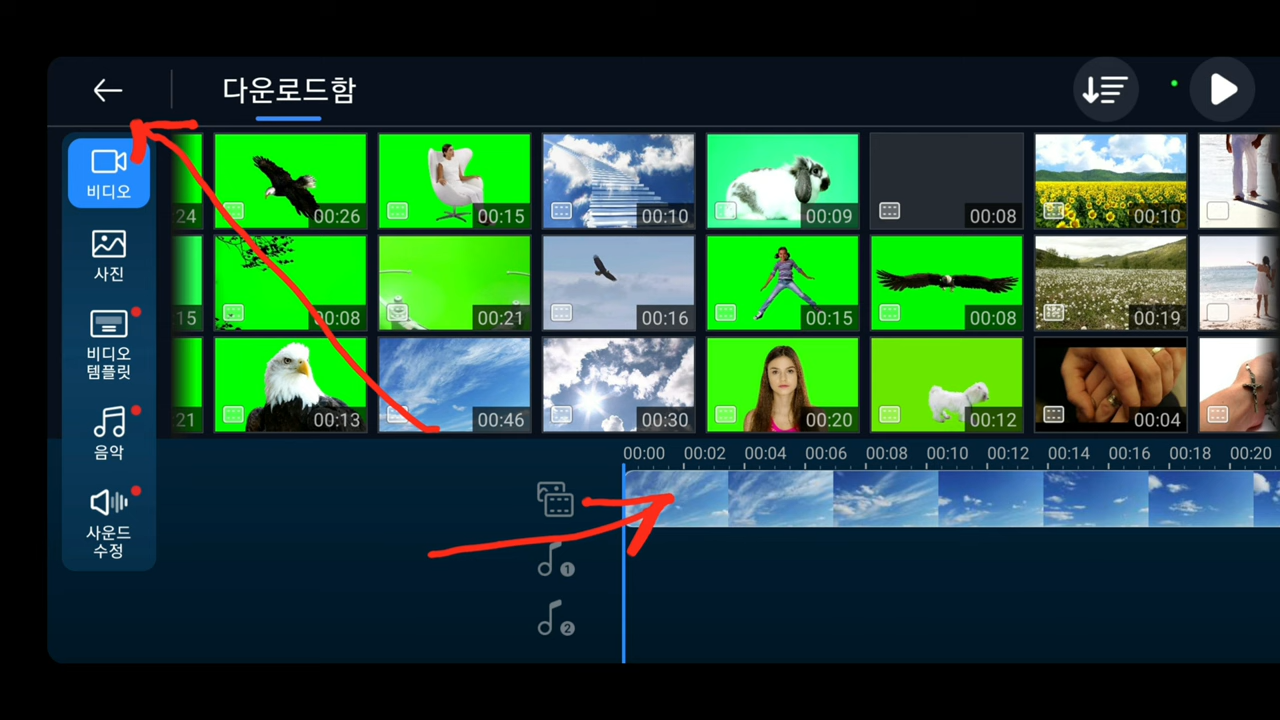 다운로드함
비디오
사진
비디오
템플릿
음악
사운드
수정
24 00:26 00:15 00:10 00:09 00:08 00:10
15 00:08 00:21 00:16 00:15 00:08 00:19
21 00:13 00:46 00:30 00:20 00:12 00:04
00:00 00:02 00:04 00:06 00:08 00:10 00:12 00:14 00:16 00:18 00:20
1
2